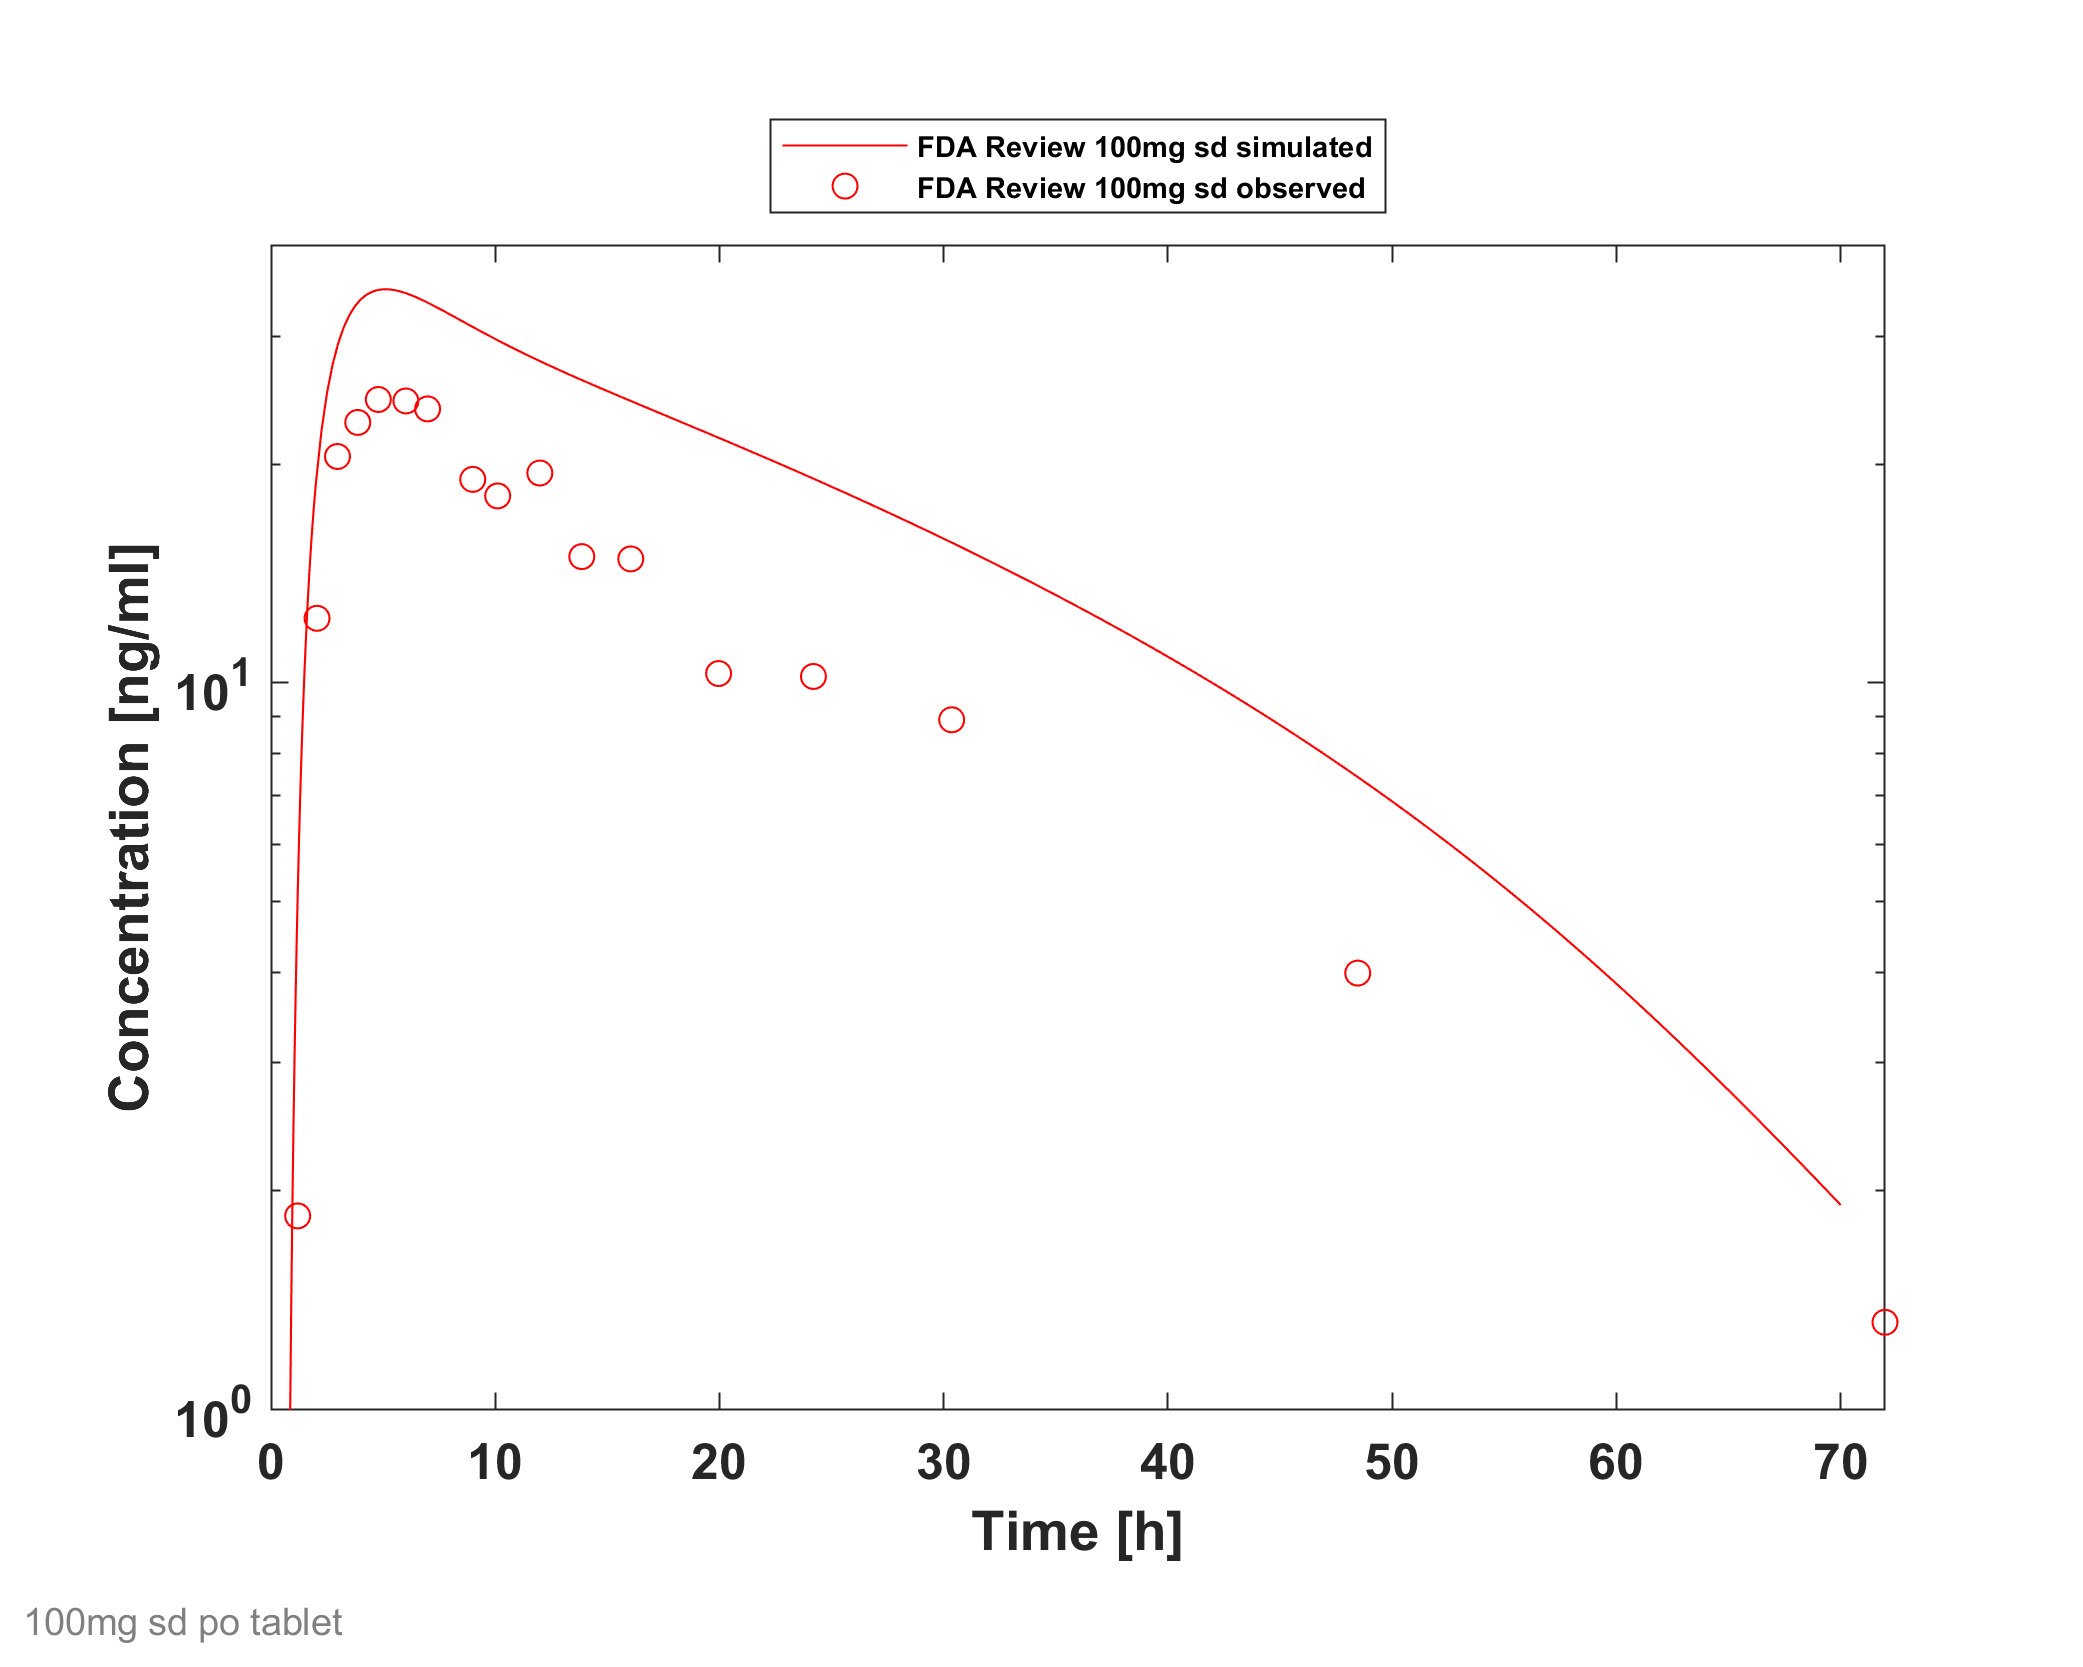 FDA Review 100mg sd simulated
FDA Review 100mg sd observed
Concentration [ng/ml]
10^1
10^0
0 10 20 30 40 50 60 70
Time [h]
100mg sd po tablet